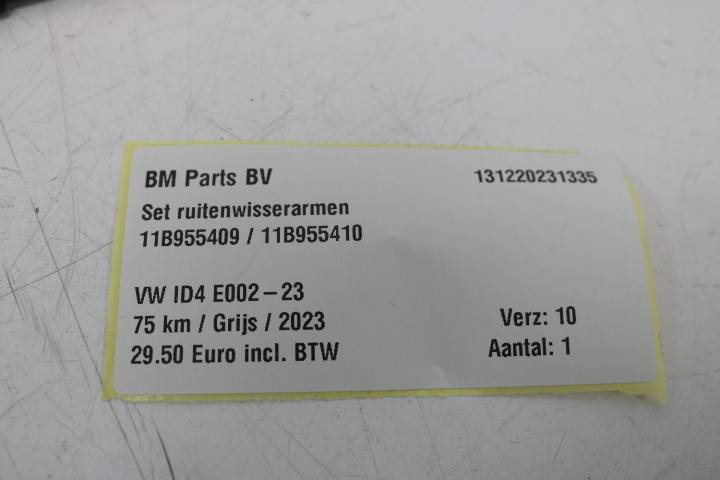 BM Parts BV 131220231335
Set ruitenwisserarmen
11B955409 / 11B955410
VW ID4 E002-23
75 km / Grijs / 2023 Verz: 10
29.50 Euro incl. BTW Aantal: 1